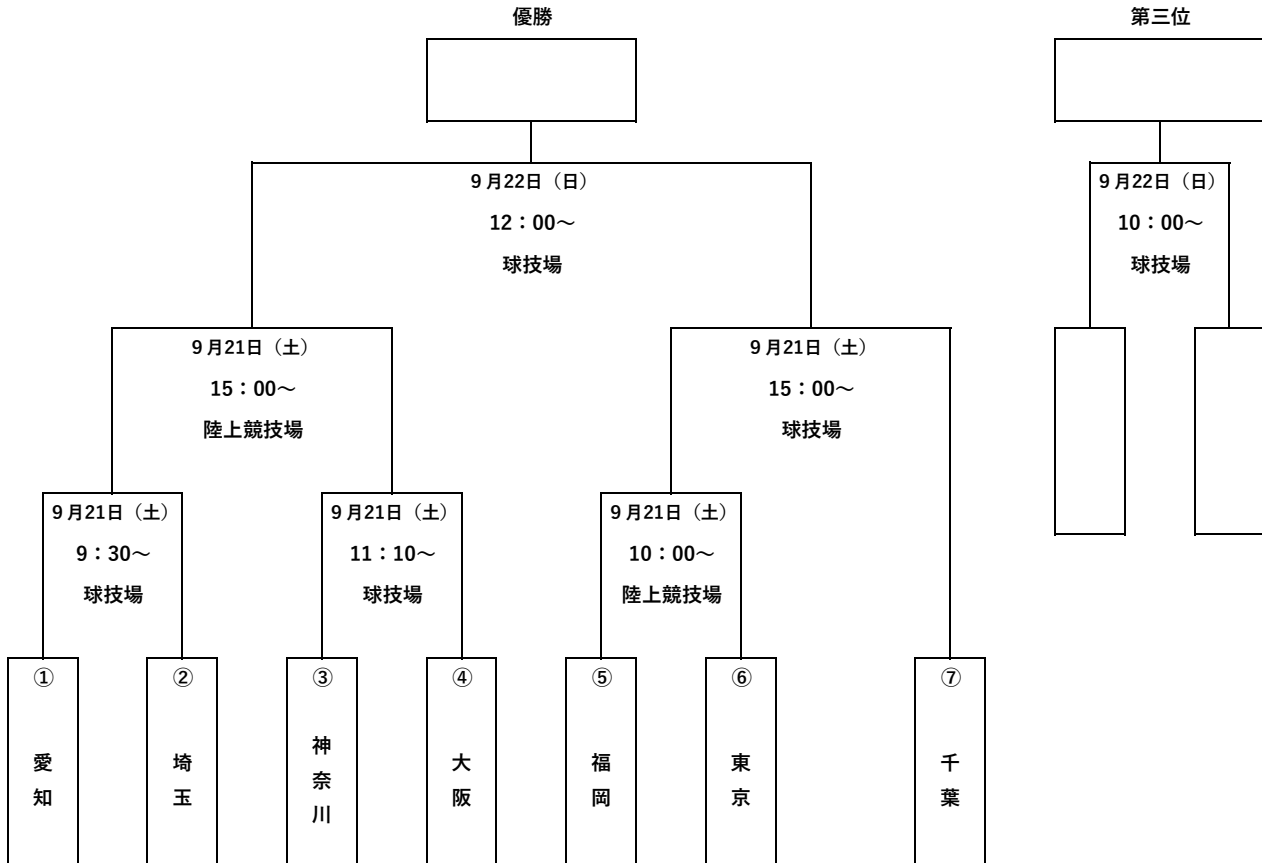 優勝
第三位
9月22日（日）
12：00～
球技場
9月22日（日）
10：00～
球技場
9月21日（土）
15：00～
陸上競技場
9月21日（土）
15：00～
球技場
9月21日（土）
9：30～
球技場
9月21日（土）
11：10～
球技場
9月21日（土）
10：00～
陸上競技場
①
愛知
②
埼玉
③
神奈川
④
大阪
⑤
福岡
⑥
東京
⑦
千葉